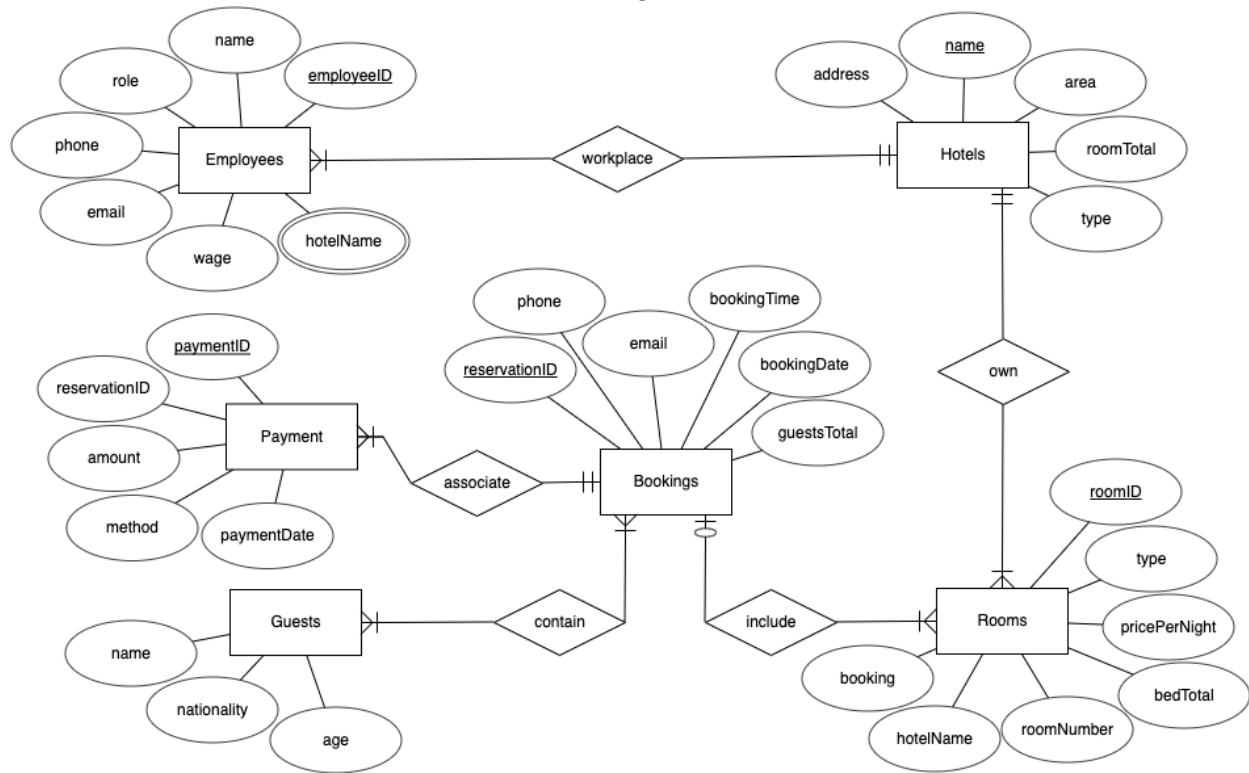 name
employeeID
role
phone
Employees
email
wage
hotelName
workplace
name
address
area
Hotels
roomTotal
type
own
paymentID
reservationID
Payment
amount
method
paymentDate
associate
phone
bookingTime
email
reservationID
bookingDate
guestsTotal
Bookings
Guests
name
nationality
age
contain
include
roomID
type
Rooms
pricePerNight
booking
bedTotal
hotelName
roomNumber